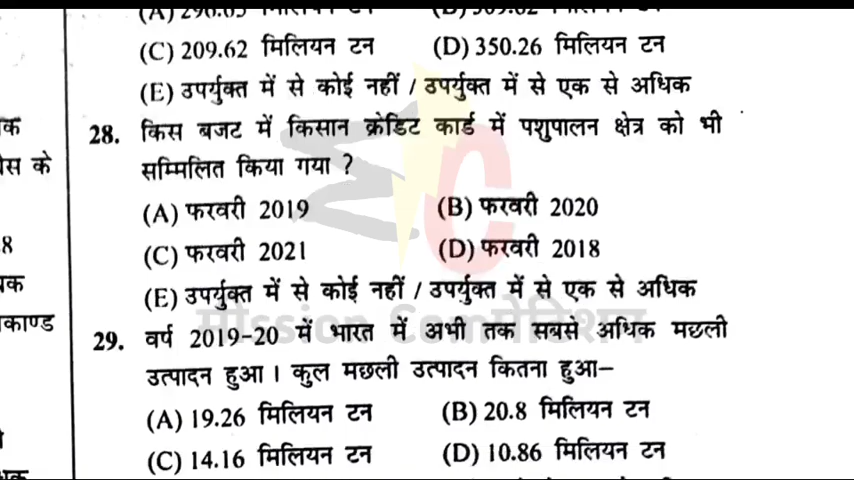 (C) 209.62 मिलियन टन (D) 350.26 मिलियन टन
(E) उपर्युक्त में से कोई नहीं / उपर्युक्त में से एक से अधिक
28. किस बजट में किसान क्रेडिट कार्ड में पशुपालन क्षेत्र को भी
सम्मिलित किया गया ?
(A) फरवरी 2019 (B) फरवरी 2020
(C) फरवरी 2021 (D) फरवरी 2018
(E) उपर्युक्त में से कोई नहीं / उपर्युक्त में से एक से अधिक
29. वर्ष 2019-20 में भारत में अभी तक सबसे अधिक मछली
उत्पादन हुआ । कुल मछली उत्पादन कितना हुआ–
(A) 19.26 मिलियन टन (B) 20.8 मिलियन टन
(C) 14.16 मिलियन टन (D) 10.86 मिलियन टन